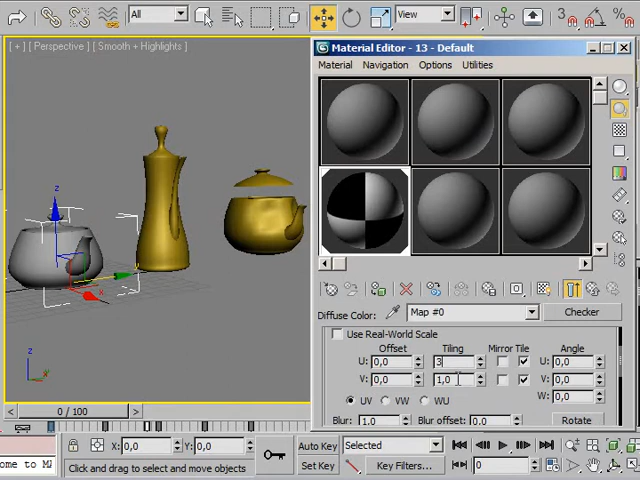 All
View
3
[ + ] [ Perspective ] [ Smooth + Highlights ]
Material Editor - 13 - Default
Material Navigation Options Utilities
z
z
x
Diffuse Color: Map #0 Checker
Use Real-World Scale
Offset Tiling Mirror Tile Angle
U: 0,0 3 U: 0,0
V: 0,0 1,0 V: 0,0
W: 0,0
UV VW WU
Blur: 1,0 Blur offset: 0,0 Rotate
0 / 100
X: 0,0 Y: 0,0 Auto Key Selected
ome to M
Click and drag to select and move objects Set Key Key Filters... 0